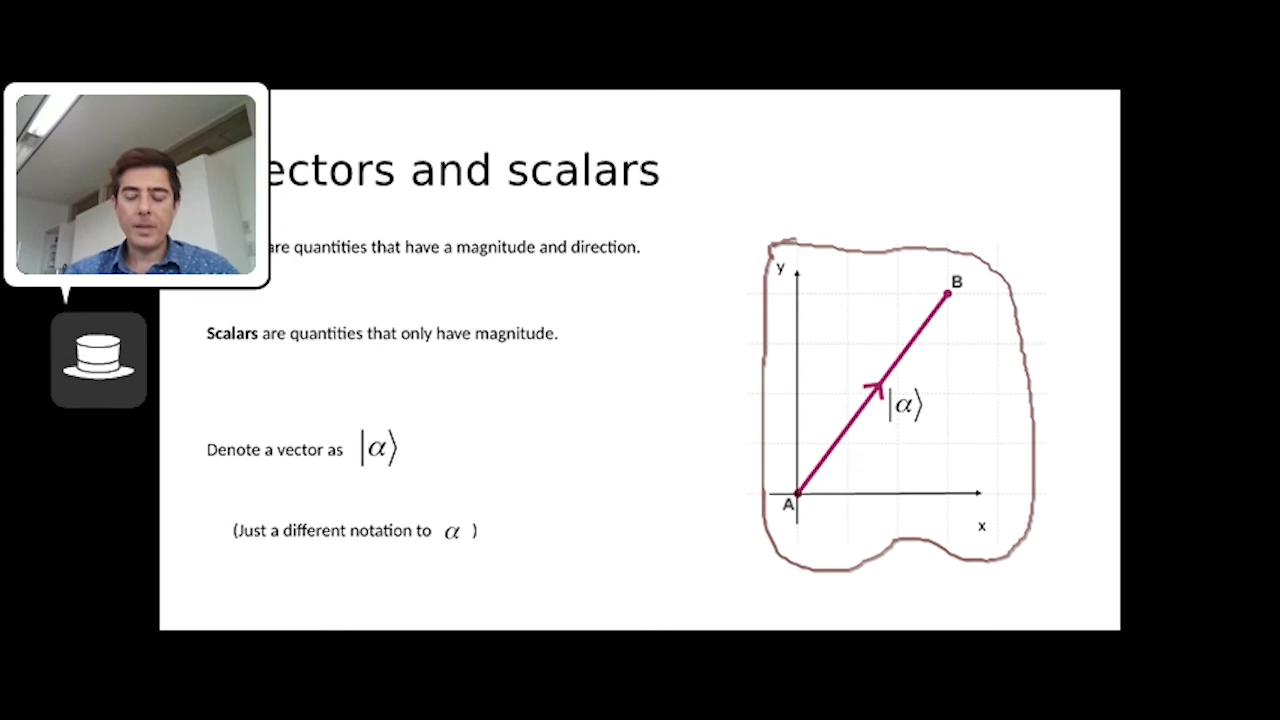 ectors and scalars
are quantities that have a magnitude and direction.
Scalars are quantities that only have magnitude.
Denote a vector as |α⟩
(Just a different notation to α )
y
B
|α⟩
A
x